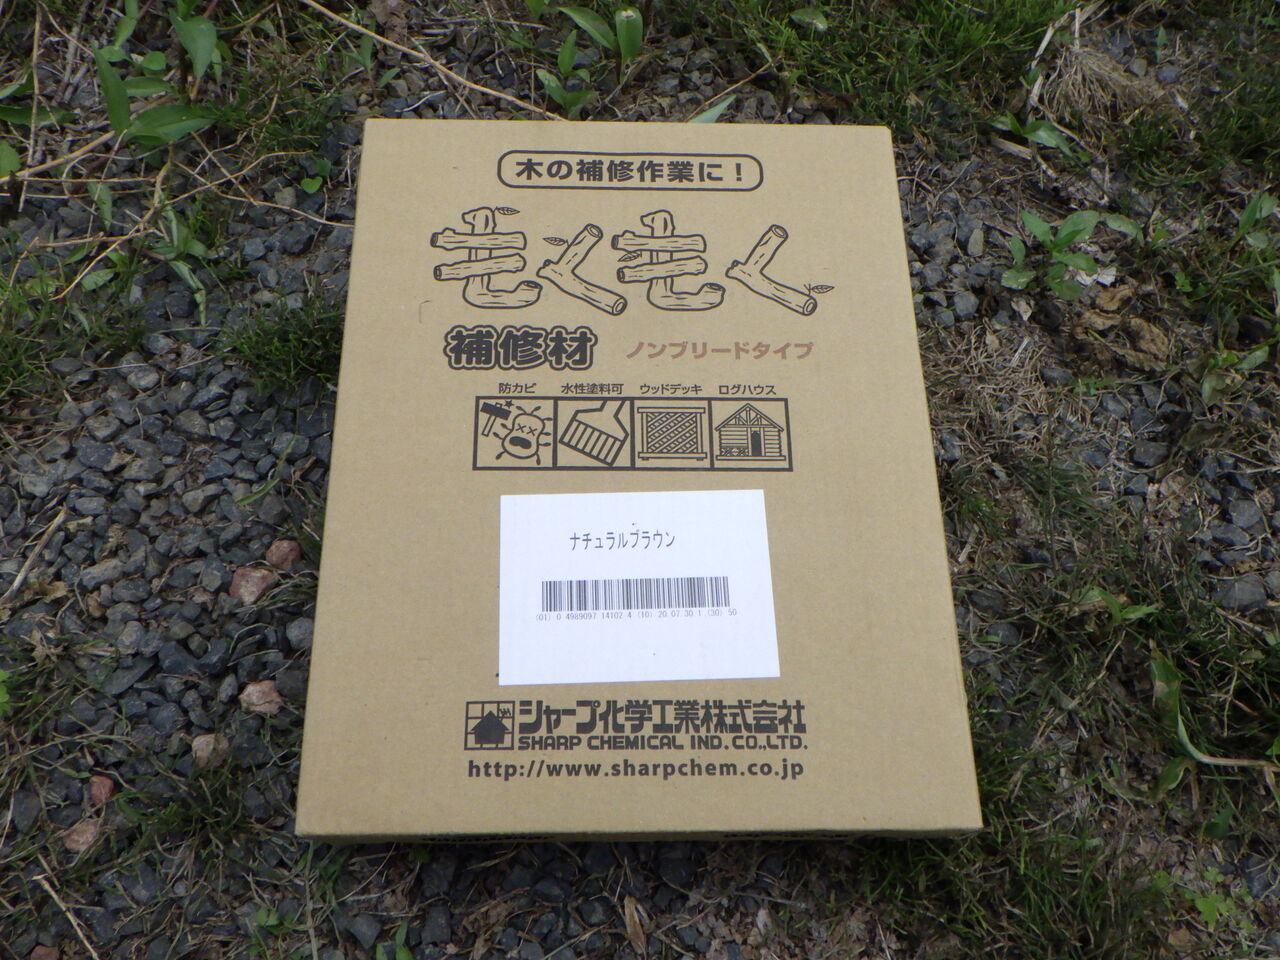 木の補修作業に！
もくもく
補修材 ノンブリードタイプ
防カビ 水性塗料可 ウッドデッキ ログハウス
ナチュラルブラウン
(01) 0 4989097 14102 4 (10) 20 07 30 1 (30) 50
シャープ化学工業株式会社
SHARP CHEMICAL IND. CO.,LTD.
http://www.sharpchem.co.jp